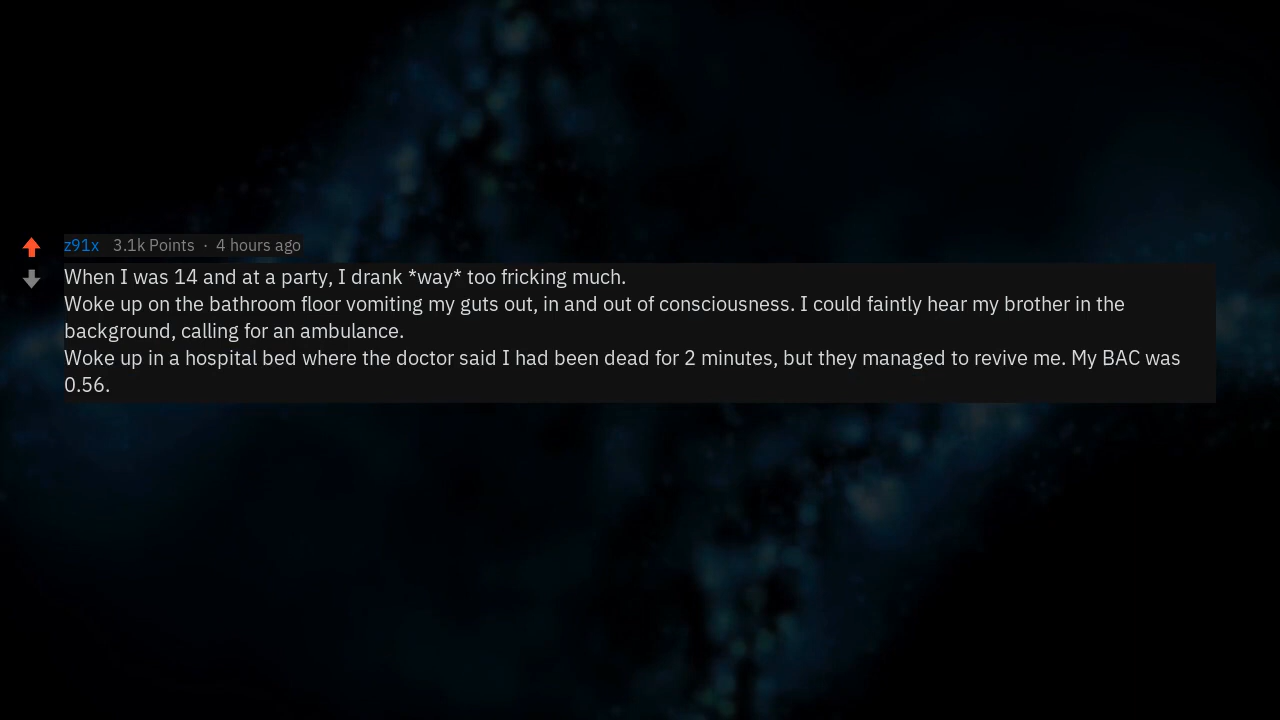 z91x 3.1k Points · 4 hours ago
When I was 14 and at a party, I drank *way* too fricking much.
Woke up on the bathroom floor vomiting my guts out, in and out of consciousness. I could faintly hear my brother in the
background, calling for an ambulance.
Woke up in a hospital bed where the doctor said I had been dead for 2 minutes, but they managed to revive me. My BAC was
0.56.